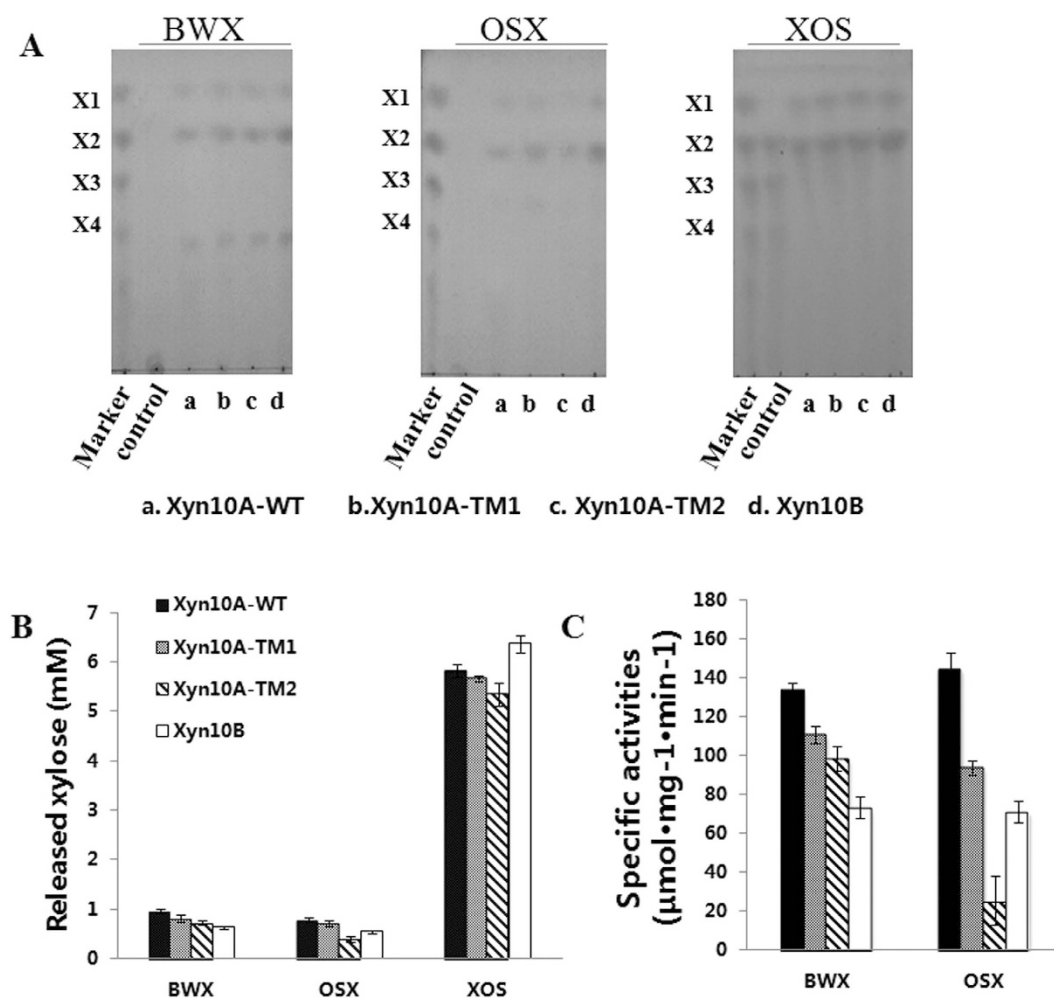 A
BWX OSX XOS
X1 X1 X1
X2 X2 X2
X3 X3 X3
X4 X4 X4
Marker control a b c d Marker control a b c d Marker control a b c d
a. Xyn10A-WT b.Xyn10A-TM1 c. Xyn10A-TM2 d. Xyn10B
B
Released xylose (mM)
7
6
5
4
3
2
1
0
Xyn10A-WT
Xyn10A-TM1
Xyn10A-TM2
Xyn10B
BWX OSX XOS
C
Specific activities
(μmol•mg-1•min-1)
180
160
140
120
100
80
60
40
20
0
BWX OSX